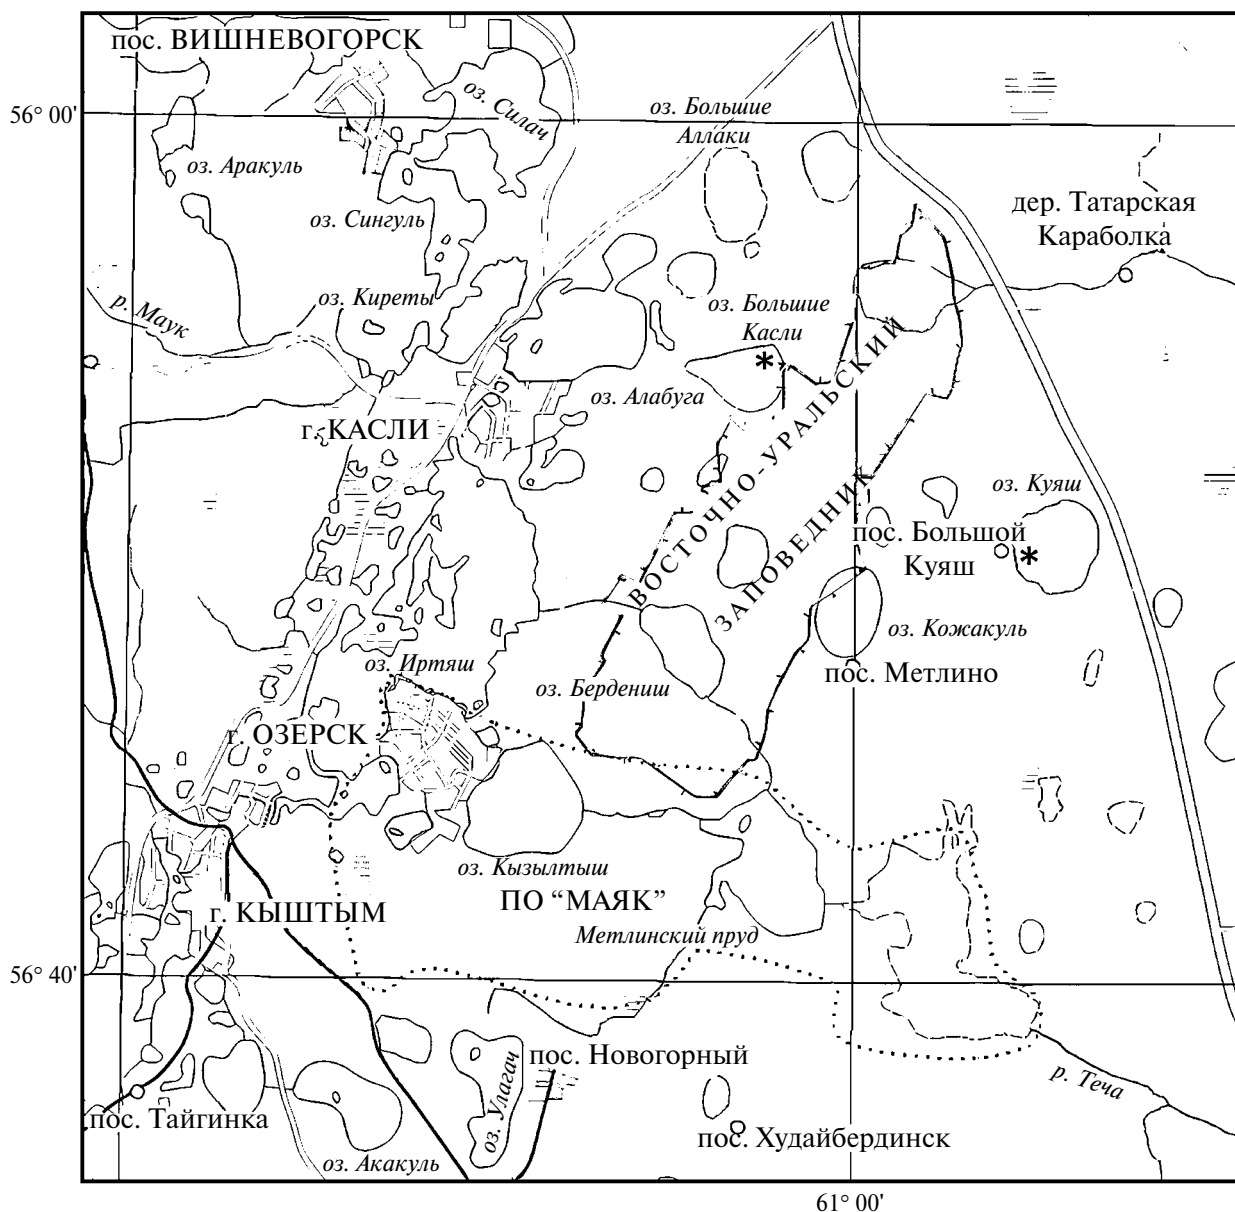 пос. ВИШНЕВОГОРСК
56° 00'
оз. Силач
оз. Большие
Аллаки
оз. Аракуль
оз. Сингуль
дер. Татарская
Караболка
р. Маук
оз. Киреты
оз. Большие
Касли
*
оз. Алабуга
г. КАСЛИ
ВОСТОЧНО-УРАЛЬСКИЙ
ЗАПОВЕДНИК
оз. Куяш
пос. Большой
Куяш
*
оз. Кожакуль
оз. Иртяш
оз. Бердениш
пос. Метлино
г. ОЗЕРСК
оз. Кызылтыш
ПО “МАЯК”
г. КЫШТЫМ
Метлинский пруд
56° 40'
пос. Новогорный
р. Теча
оз. Улагач
пос. Тайгинка
пос. Худайбердинск
оз. Акакуль
61° 00'